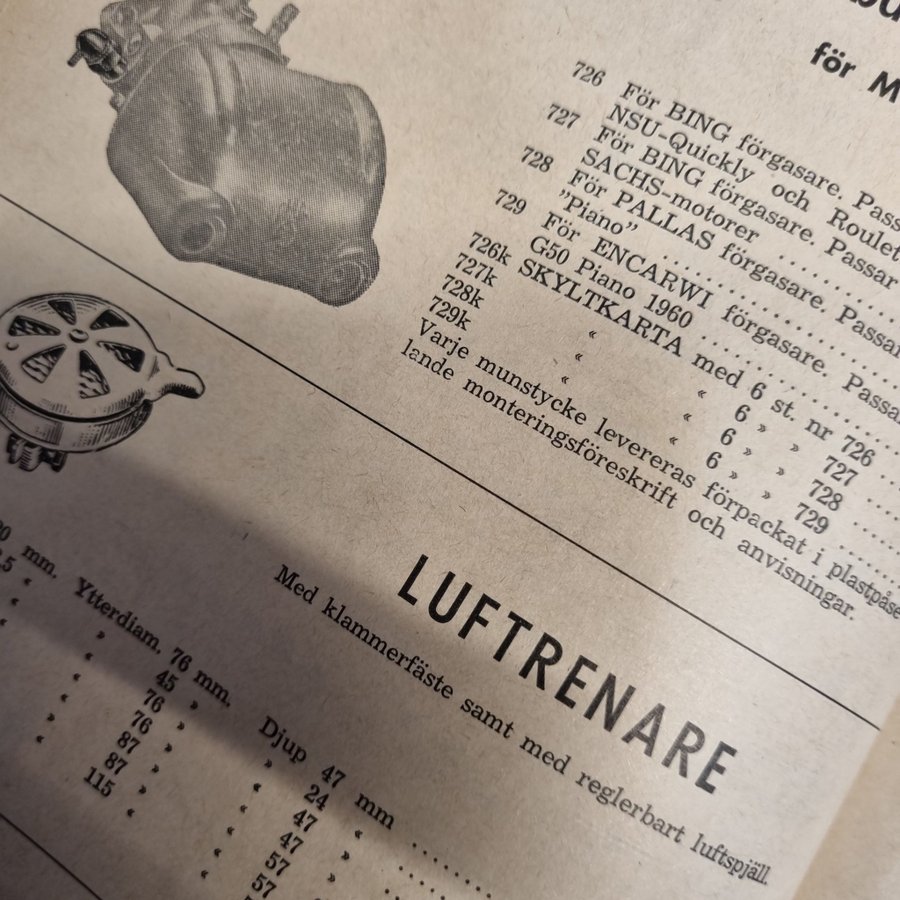 för M
726 För BING förgasare. Pass
NSU-Quickly och Roulet
727 För BING förgasare. Passar
SACHS-motorer ..........
728 För PALLAS förgasare. Passar
"Piano" ..............
729 För ENCARWI förgasare. Passa
G50 Piano 1960 ..........
726k SKYLTKARTA med 6 st. nr 726
727k « « 6 » » 727
728k « « 6 » » 728
729k « « 6 » » 729
Varje munstycke levereras förpackat i plastpåse
lande monteringsföreskrift och anvisningar.
LUFTRENARE
Med klammerfäste samt med reglerbart luftspjäll.
mm. Ytterdiam. 76 mm. Djup 47 mm
« » 45 » » 24 «
« « 76 » « 47 »
« « 76 » « 47 »
» « 87 » « 57
« » 87 » « 57
115 «